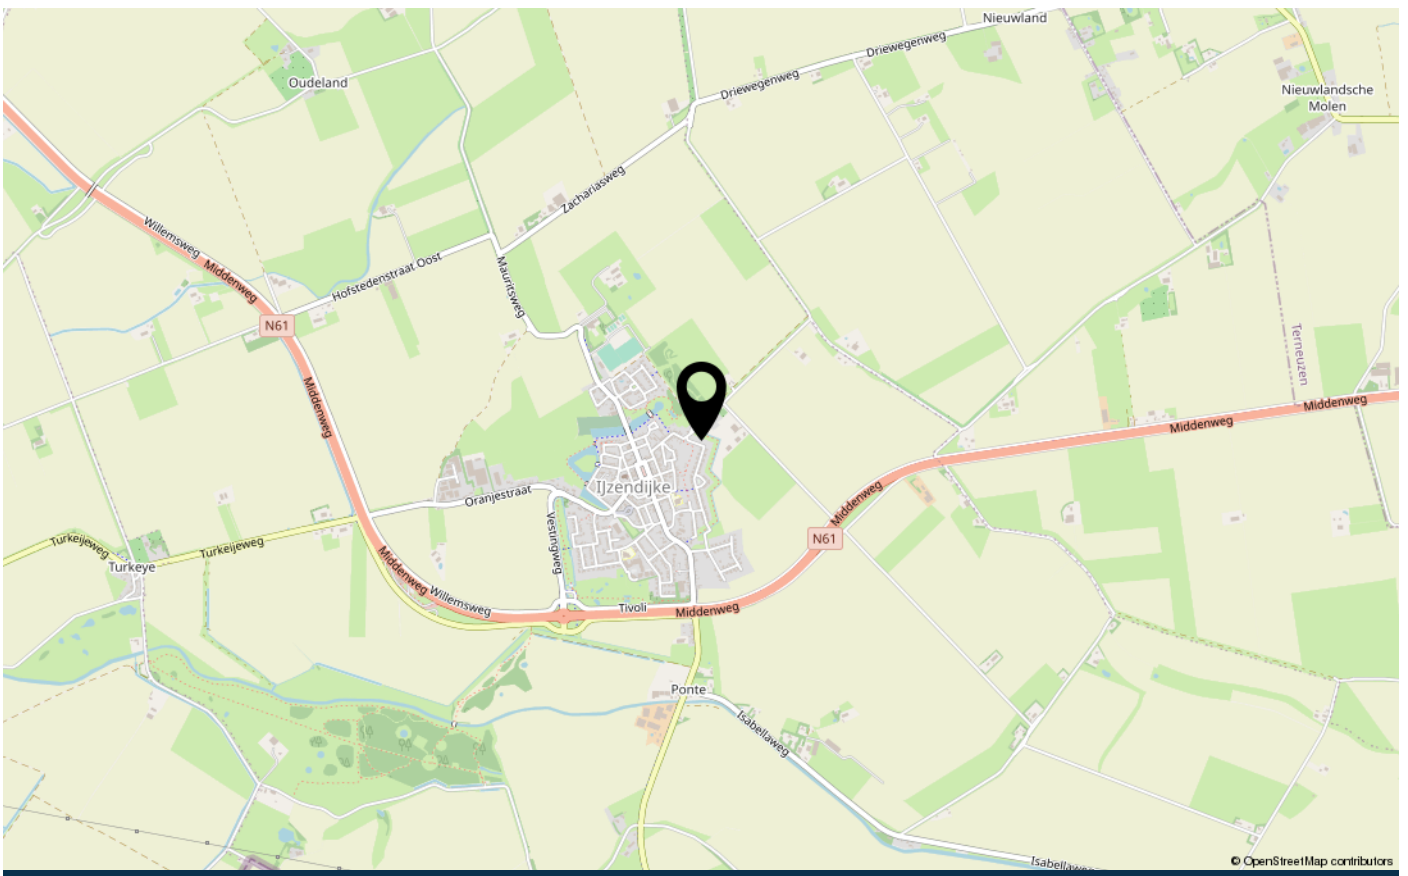 Nieuwland
Driewegenweg
Driewegenweg
Oudeland
Nieuwlandsche
Molen
Zachariasweg
Willemsweg
Middenweg
Hofstedenstraat Oost
Mauritsweg
N61
Terneuzen
Middenweg
Middenweg
Middenweg
IJzendijke
Oranjestraat
Middenweg
N61
Vestingweg
Turkeijeweg
Turkeijeweg
Turkeye
Middenweg
Willemsweg
Tivoli
Middenweg
Ponte
Isabellaweg
Isabellaweg
© OpenStreetMap contributors